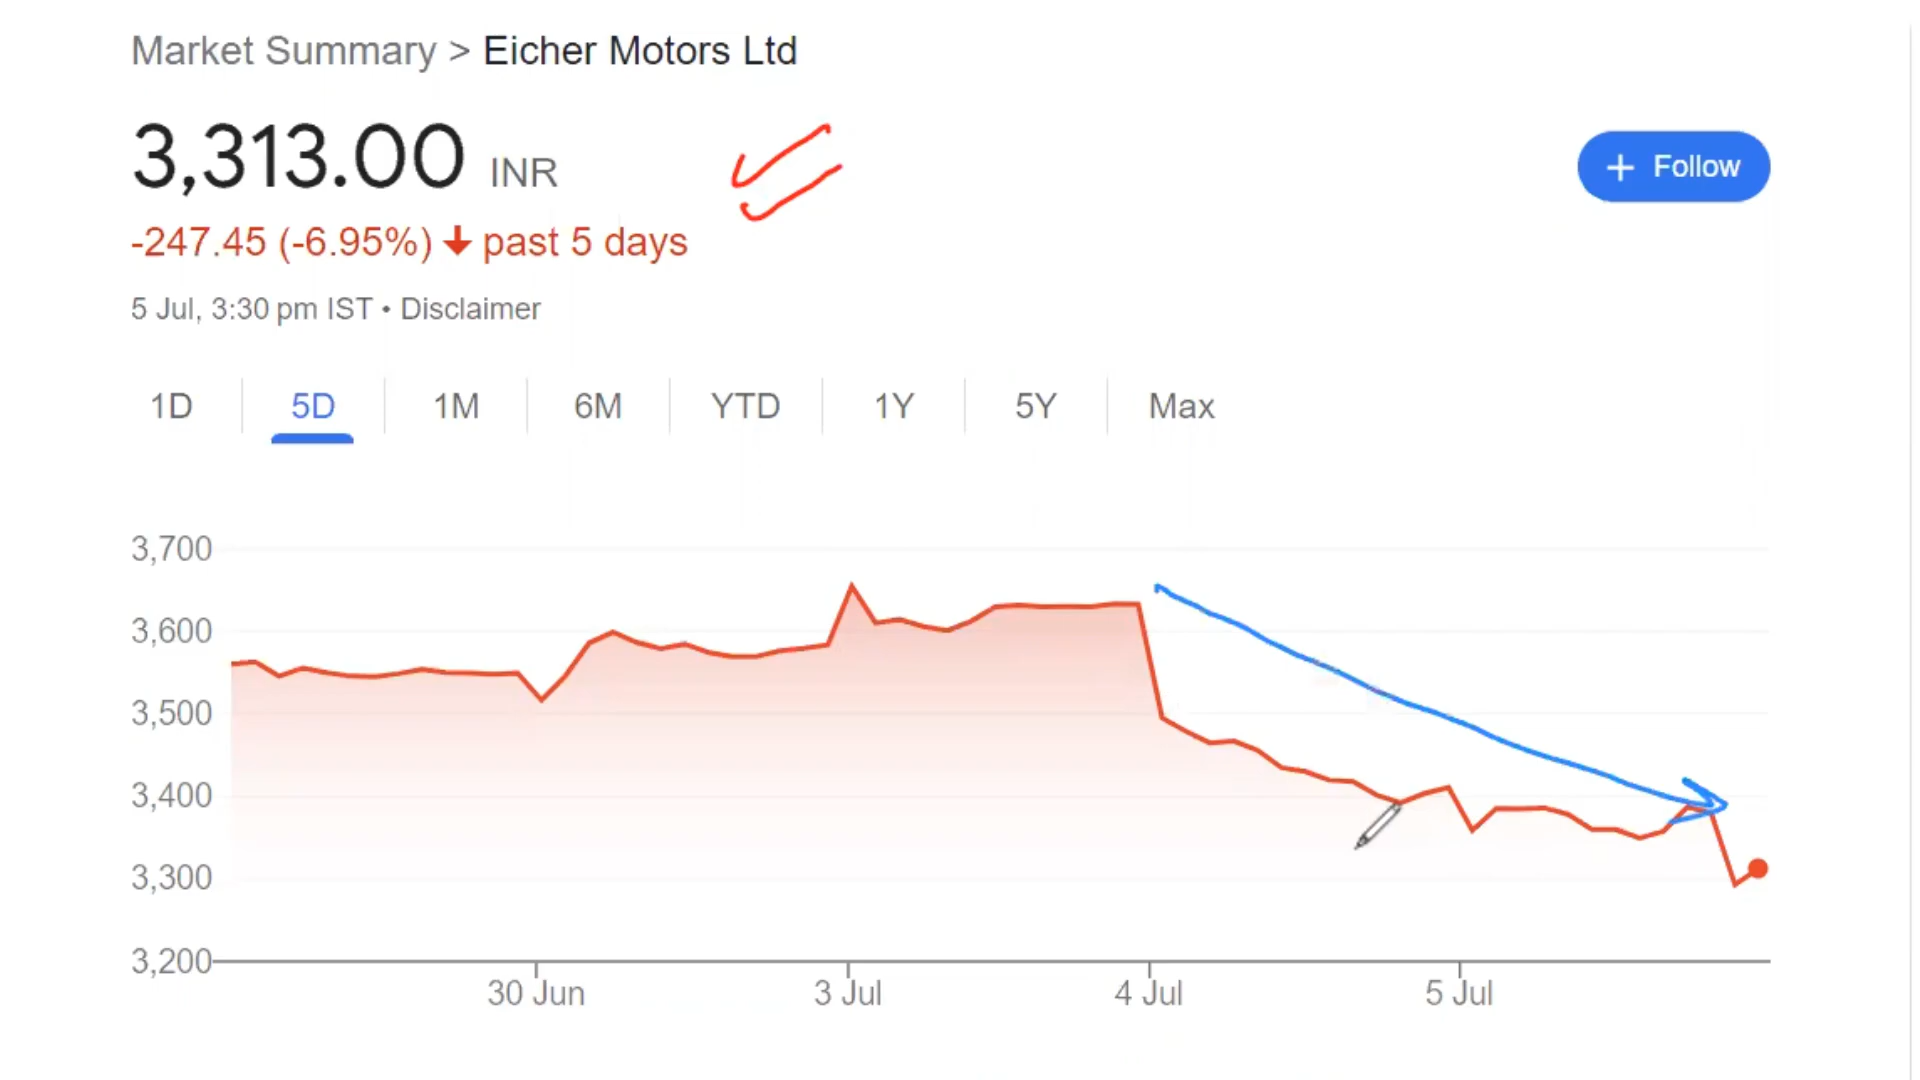 Market Summary > Eicher Motors Ltd
3,313.00 INR
+ Follow
-247.45 (-6.95%) ↓ past 5 days
5 Jul, 3:30 pm IST • Disclaimer
1D 5D 1M 6M YTD 1Y 5Y Max
3,700
3,600
3,500
3,400
3,300
3,200
30 Jun 3 Jul 4 Jul 5 Jul